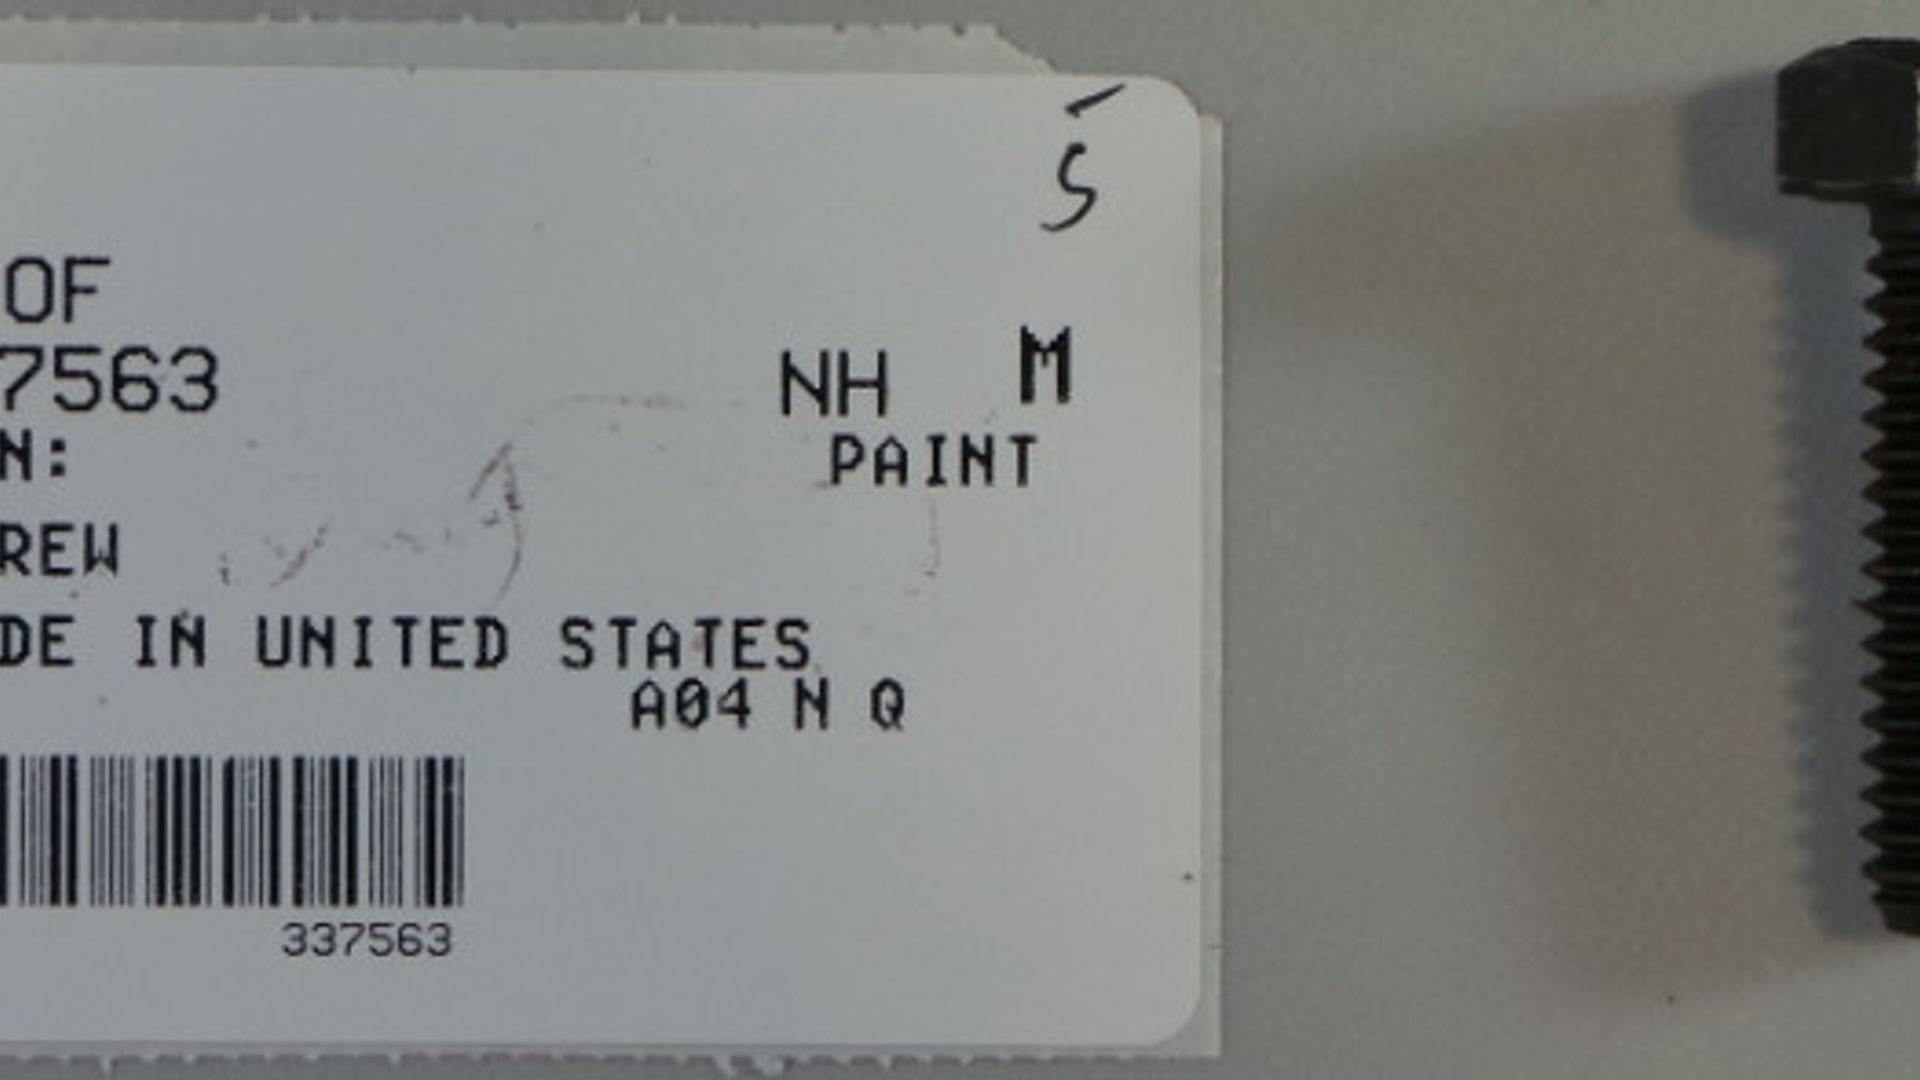 5
OF
7563 NH M
N: PAINT
REW
DE IN UNITED STATES
A04 N Q
337563